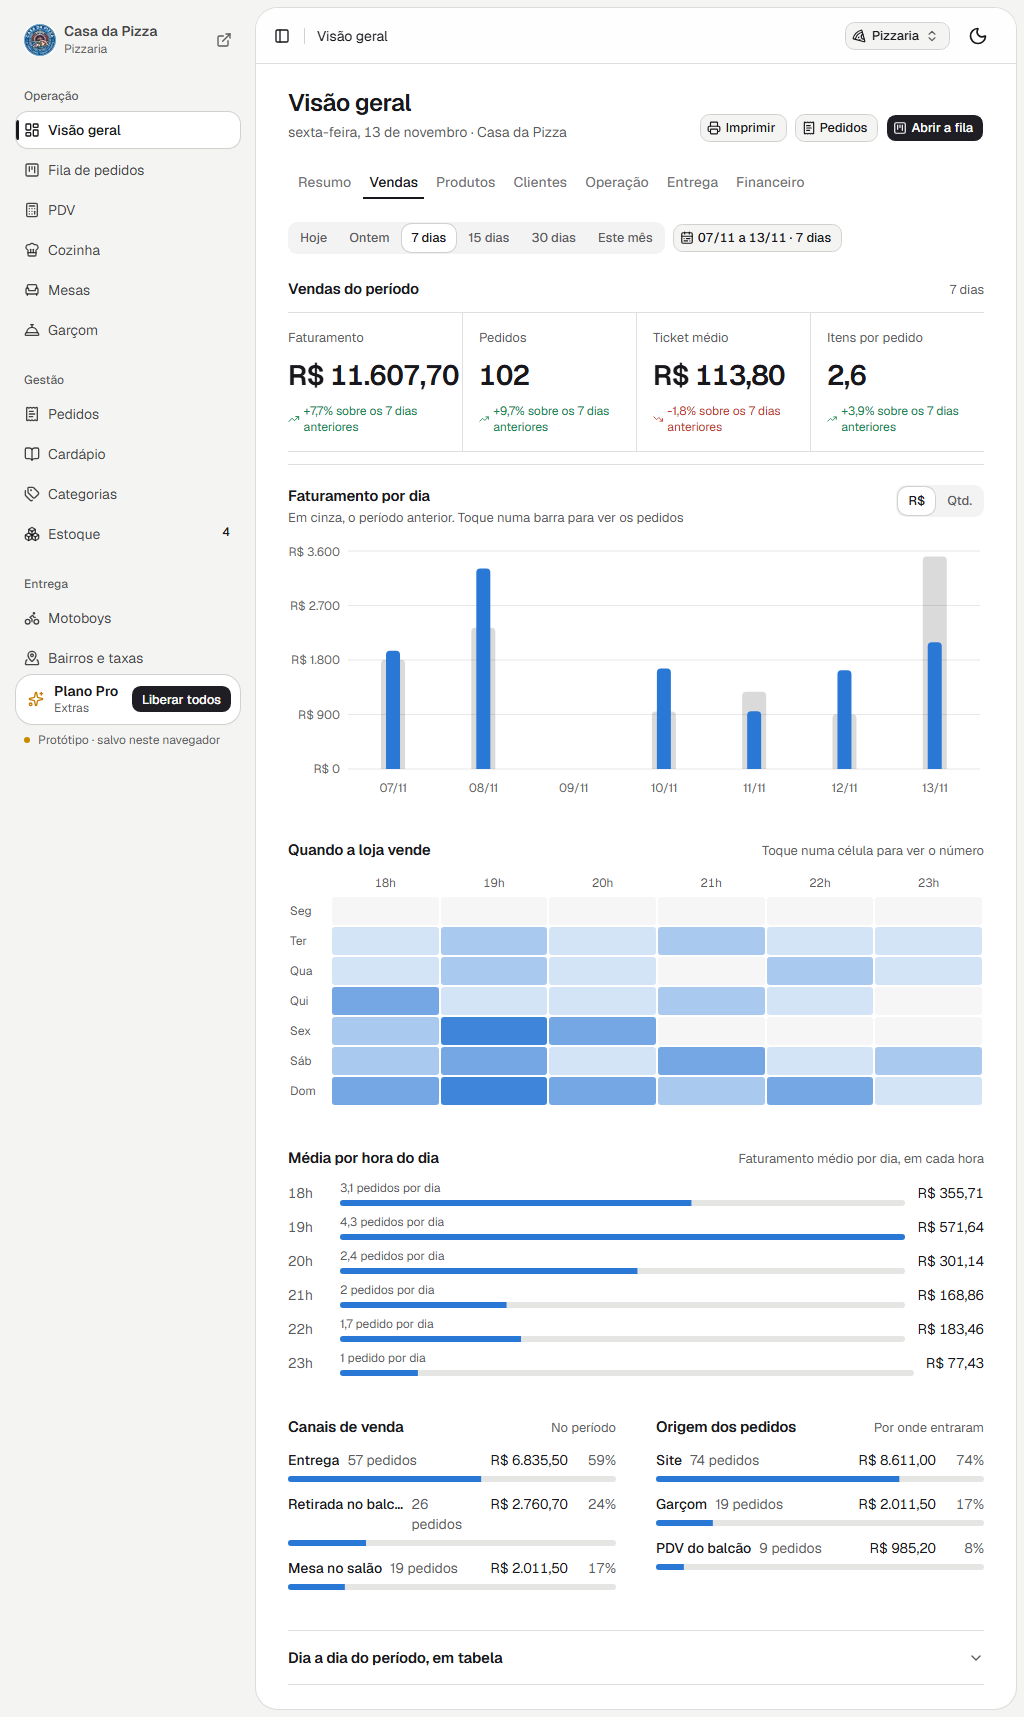 Casa da Pizza
Pizzaria
Operação
Visão geral
Fila de pedidos
PDV
Cozinha
Mesas
Garçom
Gestão
Pedidos
Cardápio
Categorias
Estoque 4
Entrega
Motoboys
Bairros e taxas
Plano Pro
Extras
Liberar todos
Protótipo · salvo neste navegador
Visão geral
Pizzaria
Visão geral
sexta-feira, 13 de novembro · Casa da Pizza
Imprimir Pedidos Abrir a fila
Resumo Vendas Produtos Clientes Operação Entrega Financeiro
Hoje Ontem 7 dias 15 dias 30 dias Este mês 07/11 a 13/11 · 7 dias
Vendas do período 7 dias
Faturamento
R$ 11.607,70
+7,7% sobre os 7 dias
anteriores
Pedidos
102
+9,7% sobre os 7 dias
anteriores
Ticket médio
R$ 113,80
-1,8% sobre os 7 dias
anteriores
Itens por pedido
2,6
+3,9% sobre os 7 dias
anteriores
Faturamento por dia
Em cinza, o período anterior. Toque numa barra para ver os pedidos
R$ Qtd.
R$ 3.600
R$ 2.700
R$ 1.800
R$ 900
R$ 0
07/11 08/11 09/11 10/11 11/11 12/11 13/11
Quando a loja vende Toque numa célula para ver o número
18h 19h 20h 21h 22h 23h
Seg
Ter
Qua
Qui
Sex
Sáb
Dom
Média por hora do dia Faturamento médio por dia, em cada hora
18h 3,1 pedidos por dia R$ 355,71
19h 4,3 pedidos por dia R$ 571,64
20h 2,4 pedidos por dia R$ 301,14
21h 2 pedidos por dia R$ 168,86
22h 1,7 pedido por dia R$ 183,46
23h 1 pedido por dia R$ 77,43
Canais de venda No período
Entrega 57 pedidos R$ 6.835,50 59%
Retirada no balc... 26 pedidos R$ 2.760,70 24%
Mesa no salão 19 pedidos R$ 2.011,50 17%
Origem dos pedidos Por onde entraram
Site 74 pedidos R$ 8.611,00 74%
Garçom 19 pedidos R$ 2.011,50 17%
PDV do balcão 9 pedidos R$ 985,20 8%
Dia a dia do período, em tabela